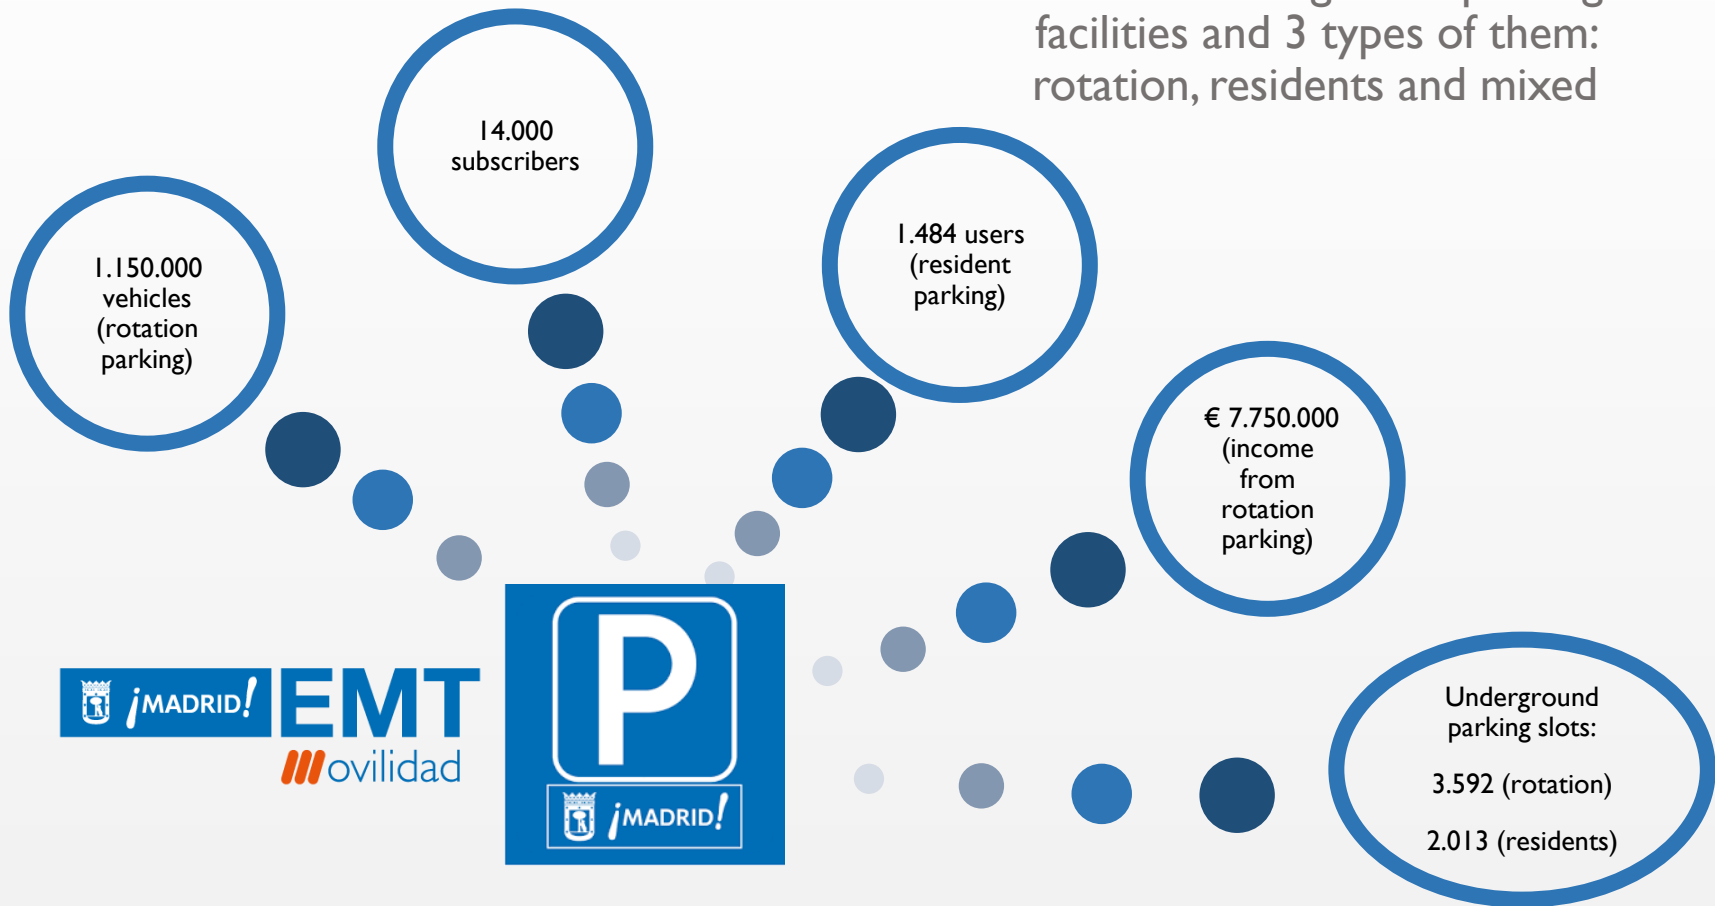 facilities and 3 types of them:
rotation, residents and mixed
14.000
subscribers
1.484 users
(resident
parking)
1.150.000
vehicles
(rotation
parking)
€ 7.750.000
(income
from
rotation
parking)
Underground
parking slots:
3.592 (rotation)
2.013 (residents)
¡MADRID!
EMT
movilidad
P
¡MADRID!